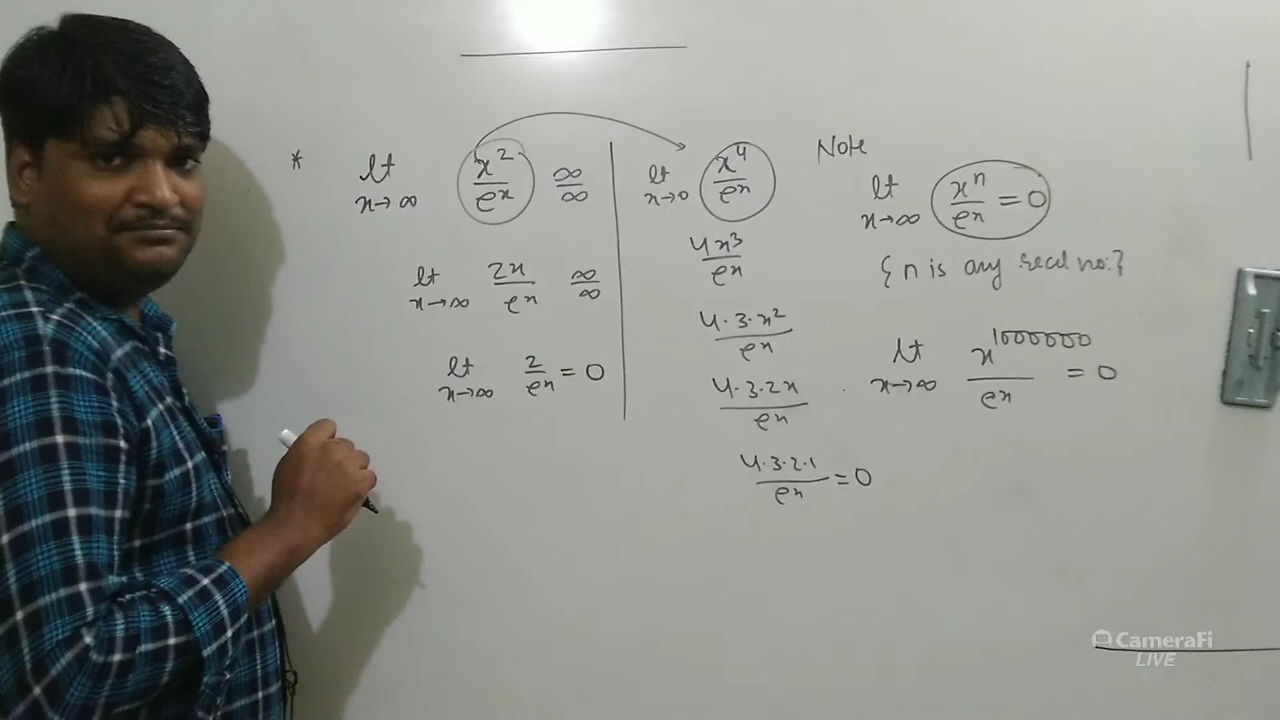 * lt x→∞ x²/eˣ ∞/∞
lt x→∞ 2x/eˣ ∞/∞
lt x→∞ 2/eˣ = 0
lt x→0 x⁴/eˣ
4x³/eˣ
4·3·x²/eˣ
4·3·2x/eˣ
4·3·2·1/eˣ = 0
Note
lt x→∞ xⁿ/eˣ = 0
{n is any real no.}
lt x→∞ x¹⁰⁰⁰⁰⁰⁰/eˣ = 0
CameraFi
LIVE